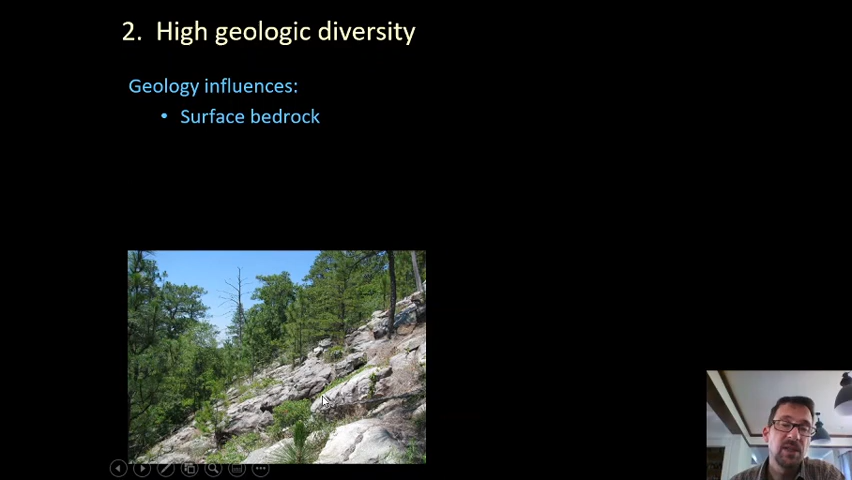 2. High geologic diversity
Geology influences:
• Surface bedrock